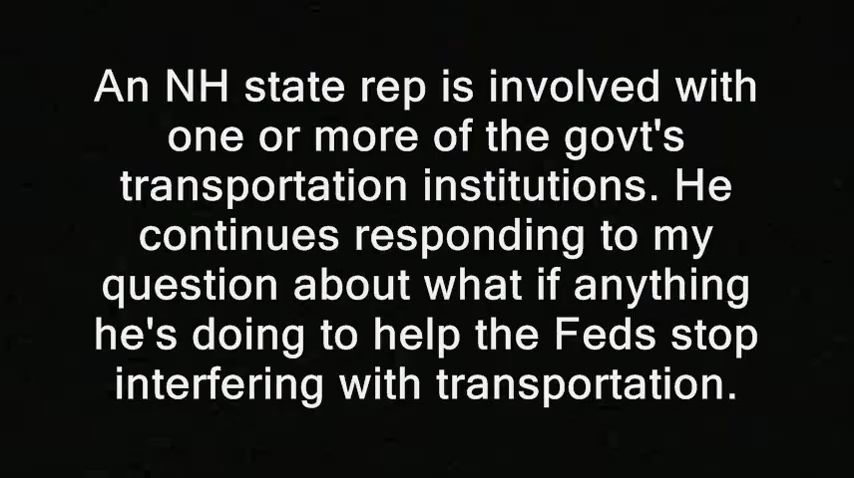 An NH state rep is involved with
one or more of the govt's
transportation institutions. He
continues responding to my
question about what if anything
he's doing to help the Feds stop
interfering with transportation.